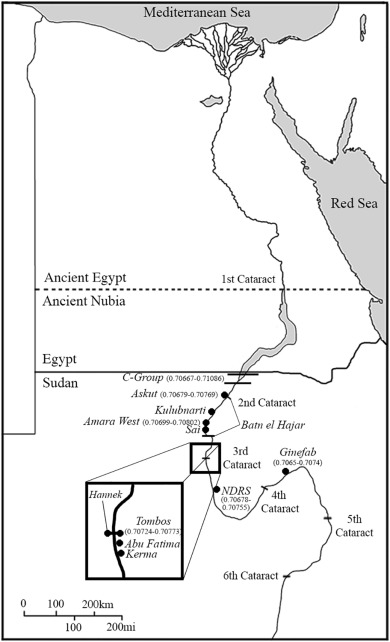 Mediterranean Sea
Red Sea
Ancient Egypt
1st Cataract
Ancient Nubia
Egypt
Sudan
C-Group (0.70667-0.71086)
Askut (0.70679-0.70769)
2nd Cataract
Kulubnarti
Amara West (0.70699-0.70802)
Sai
Batn el Hajar
3rd
Cataract
Ginefab
(0.7065-0.7074)
NDRS
(0.70678-
0.70755)
4th
Cataract
5th
Cataract
6th Cataract
Hannek
Tombos
(0.70724-0.70773)
Abu Fatima
Kerma
0 100 200km
100 200mi